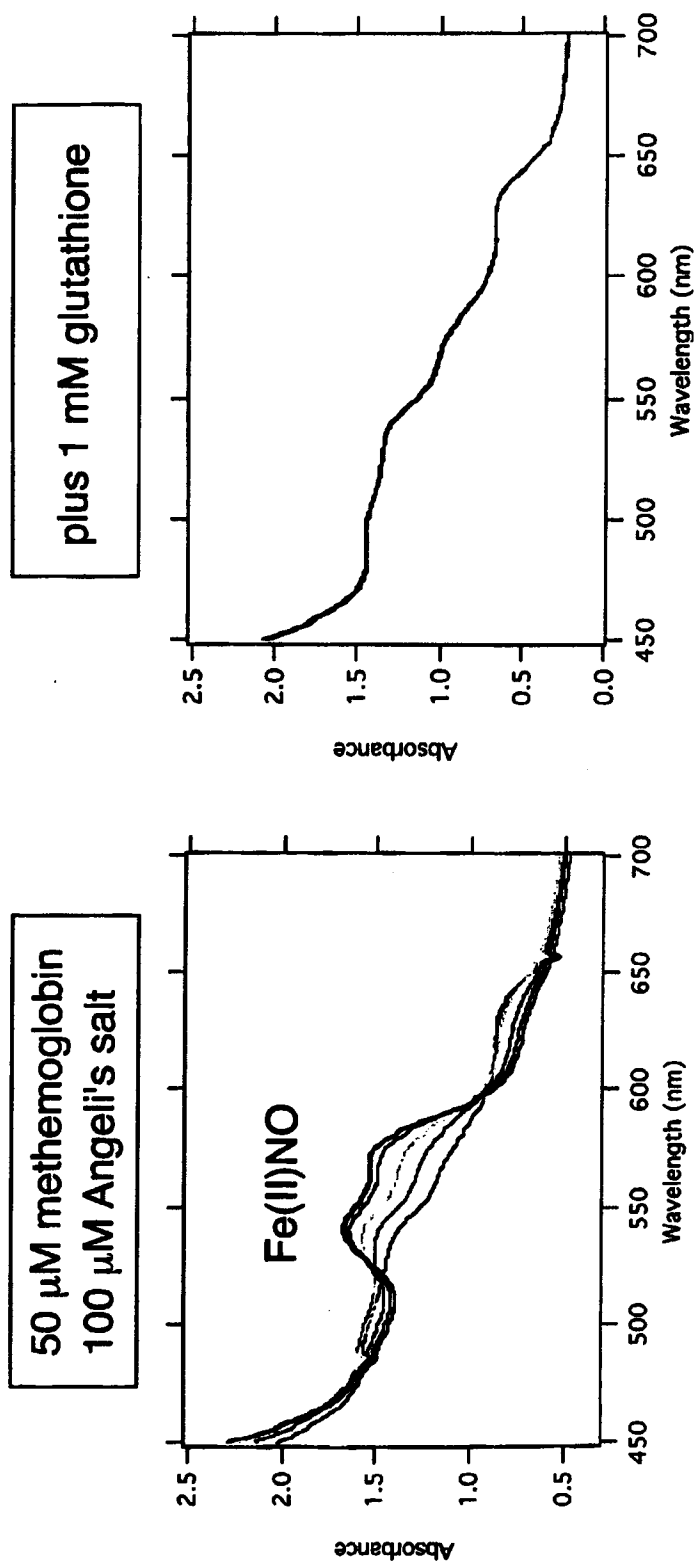 50 μM methemoglobin
100 μM Angeli's salt
Absorbance
2.5
2.0
1.5
1.0
0.5
Fe(II)NO
450
500
550
600
650
700
Wavelength (nm)
plus 1 mM glutathione
Absorbance
2.5
2.0
1.5
1.0
0.5
0.0
450
500
550
600
650
700
Wavelength (nm)